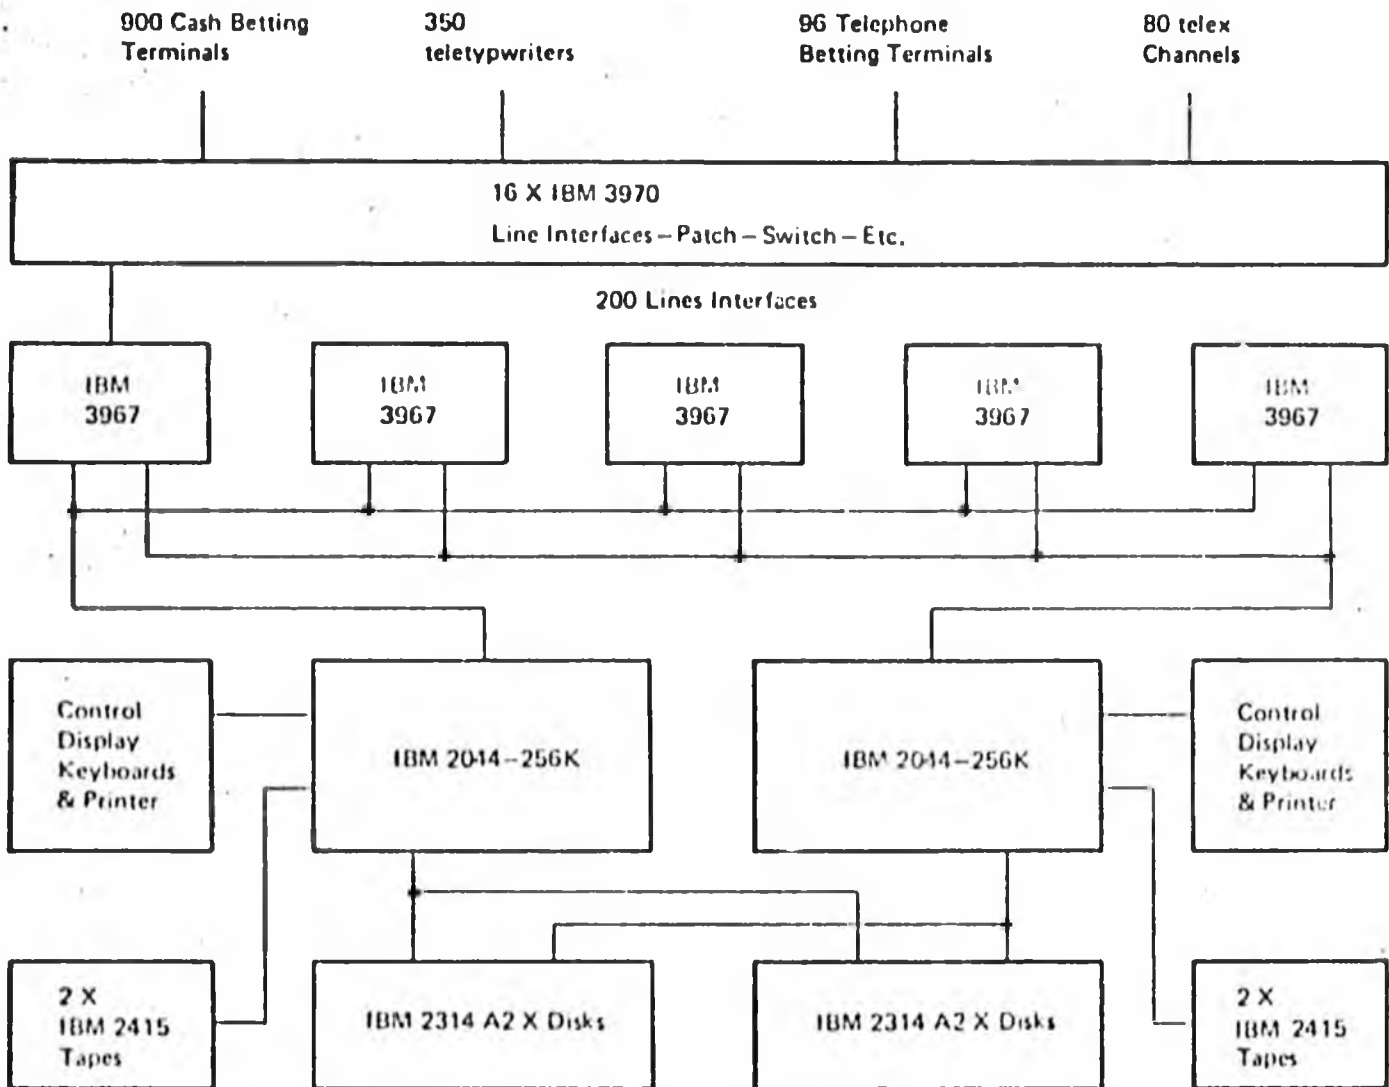 900 Cash Betting
Terminals
350
teletypwriters
96 Telephone
Betting Terminals
80 telex
Channels
16 X IBM 3970
Line Interfaces – Patch – Switch – Etc.
200 Lines Interfaces
IBM
3967
IBM
3967
IBM
3967
IBM
3967
IBM
3967
Control
Display
Keyboards
& Printer
IBM 2044–256K
IBM 2044–256K
Control
Display
Keyboards
& Printer
2 X
IBM 2415
Tapes
IBM 2314 A2 X Disks
IBM 2314 A2 X Disks
2 X
IBM 2415
Tapes